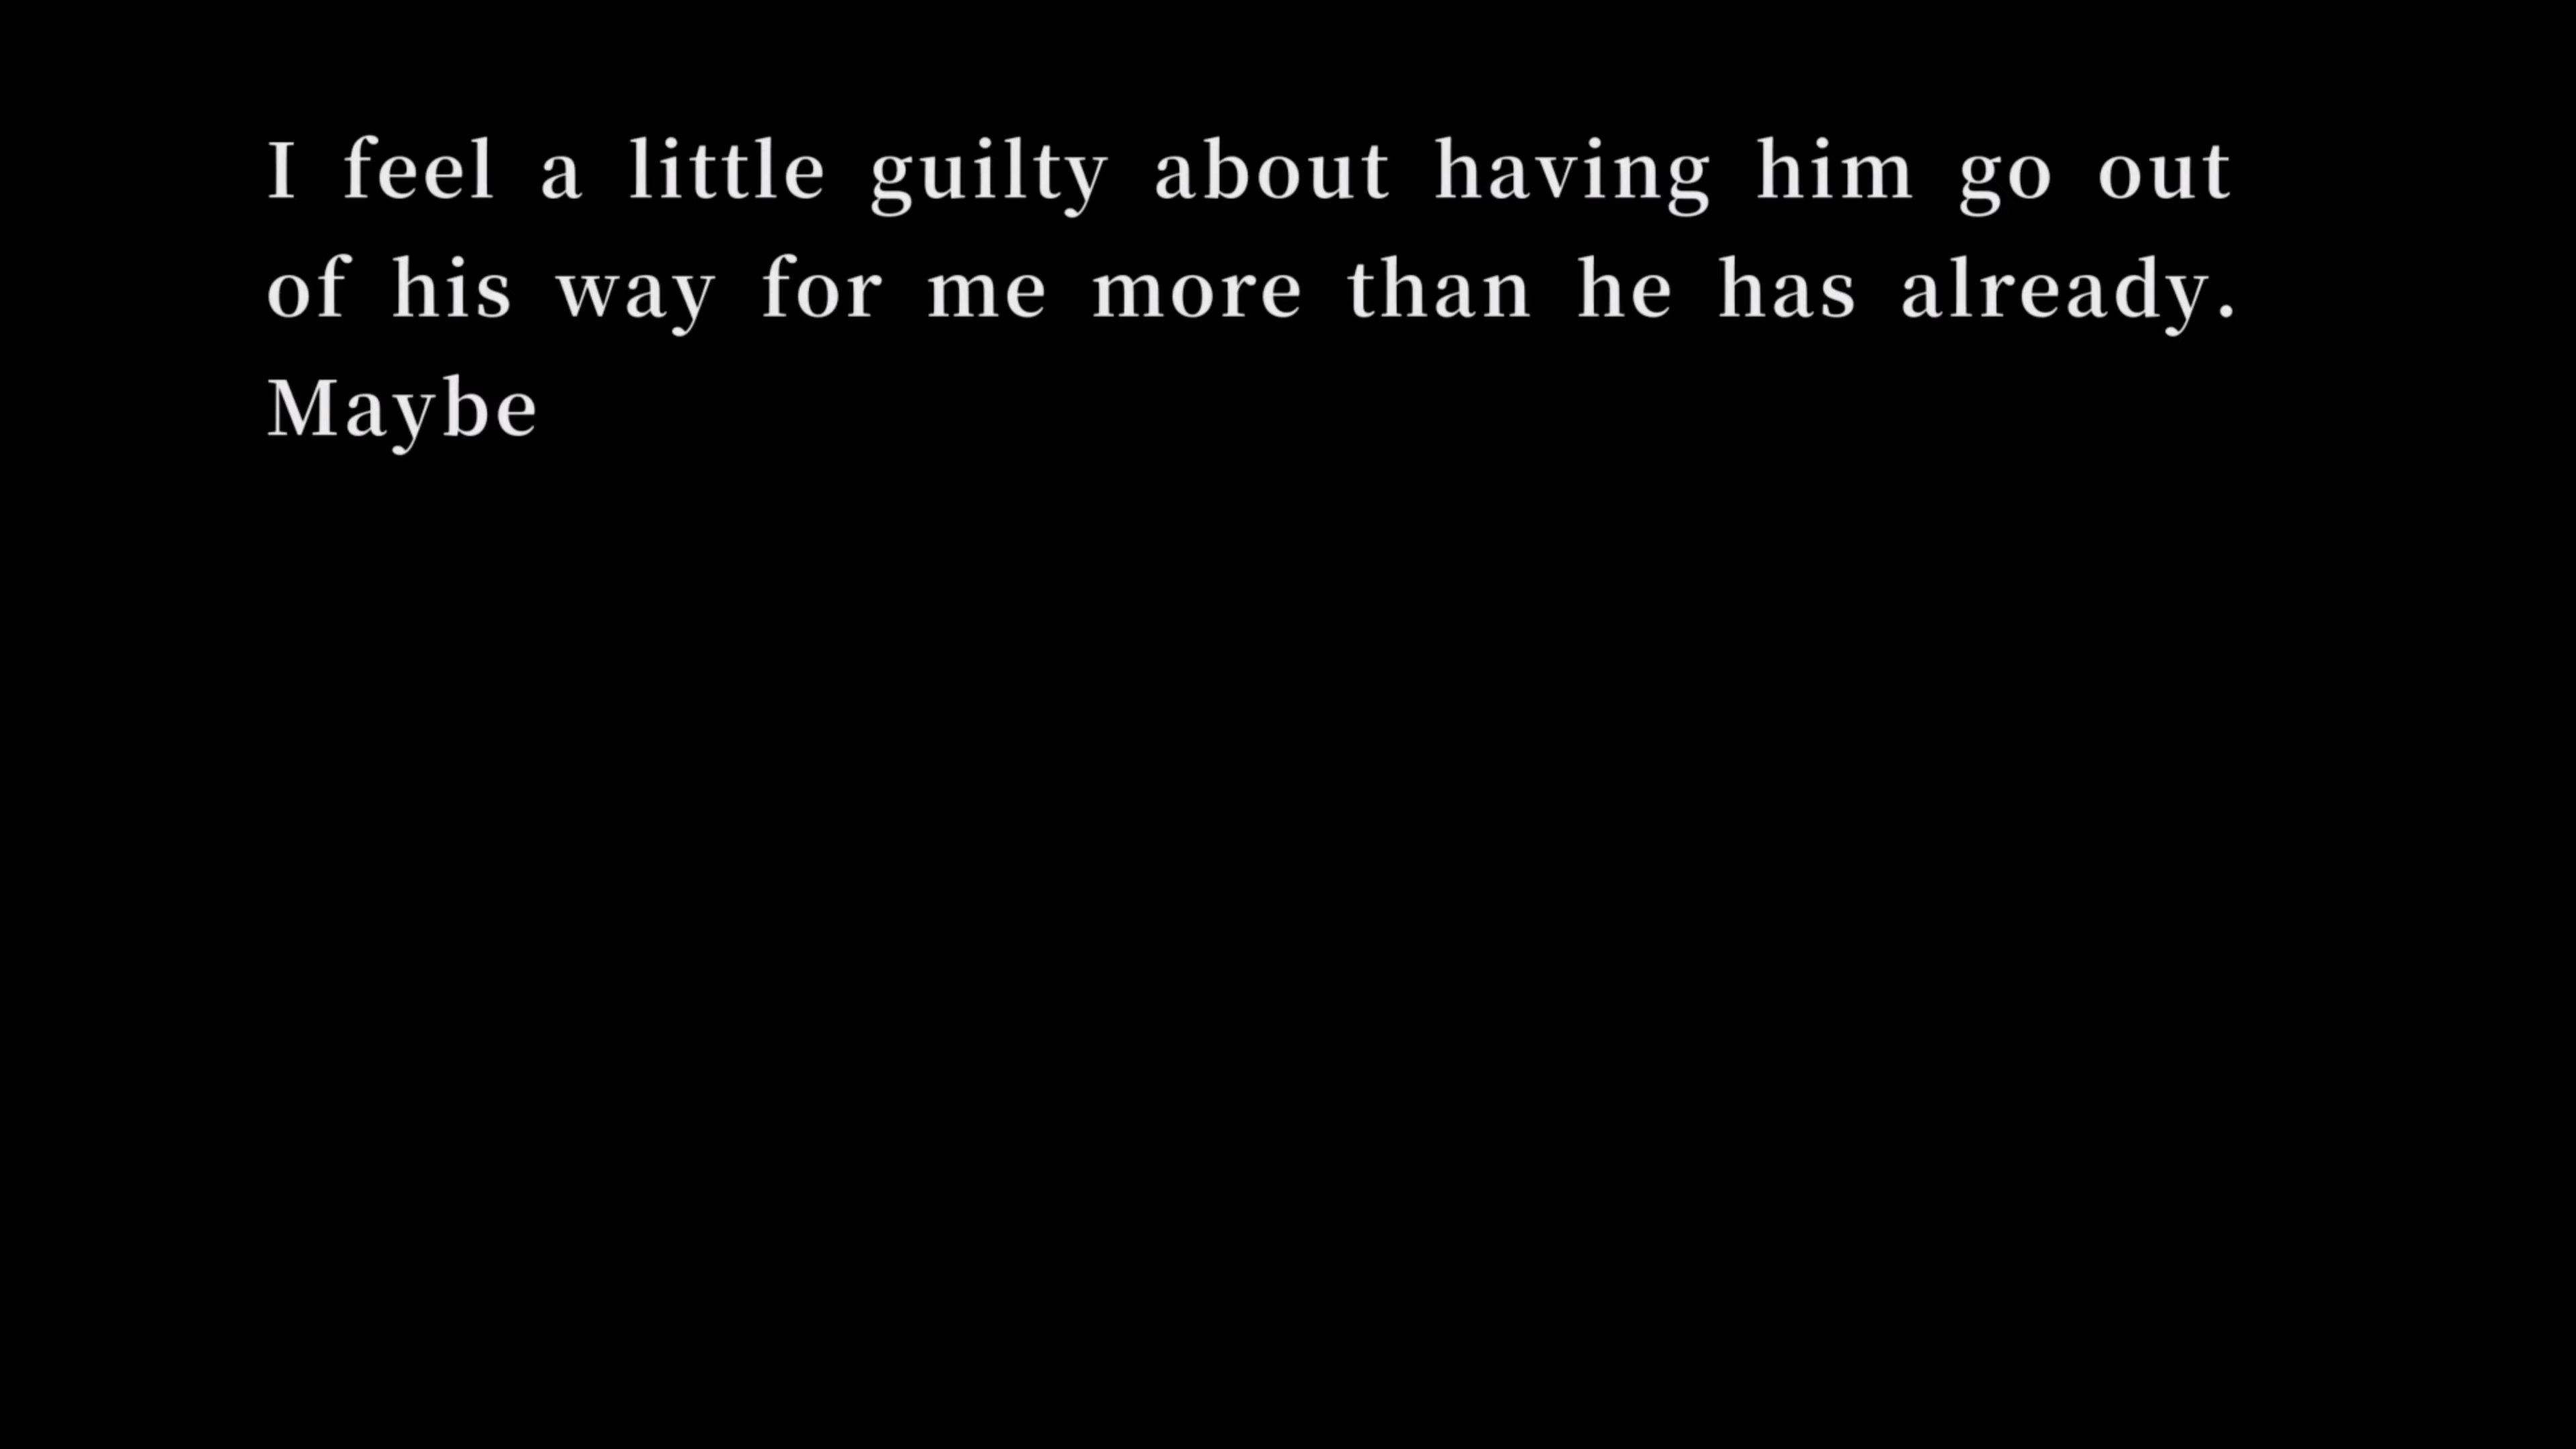 I feel a little guilty about having him go out
of his way for me more than he has already.
Maybe